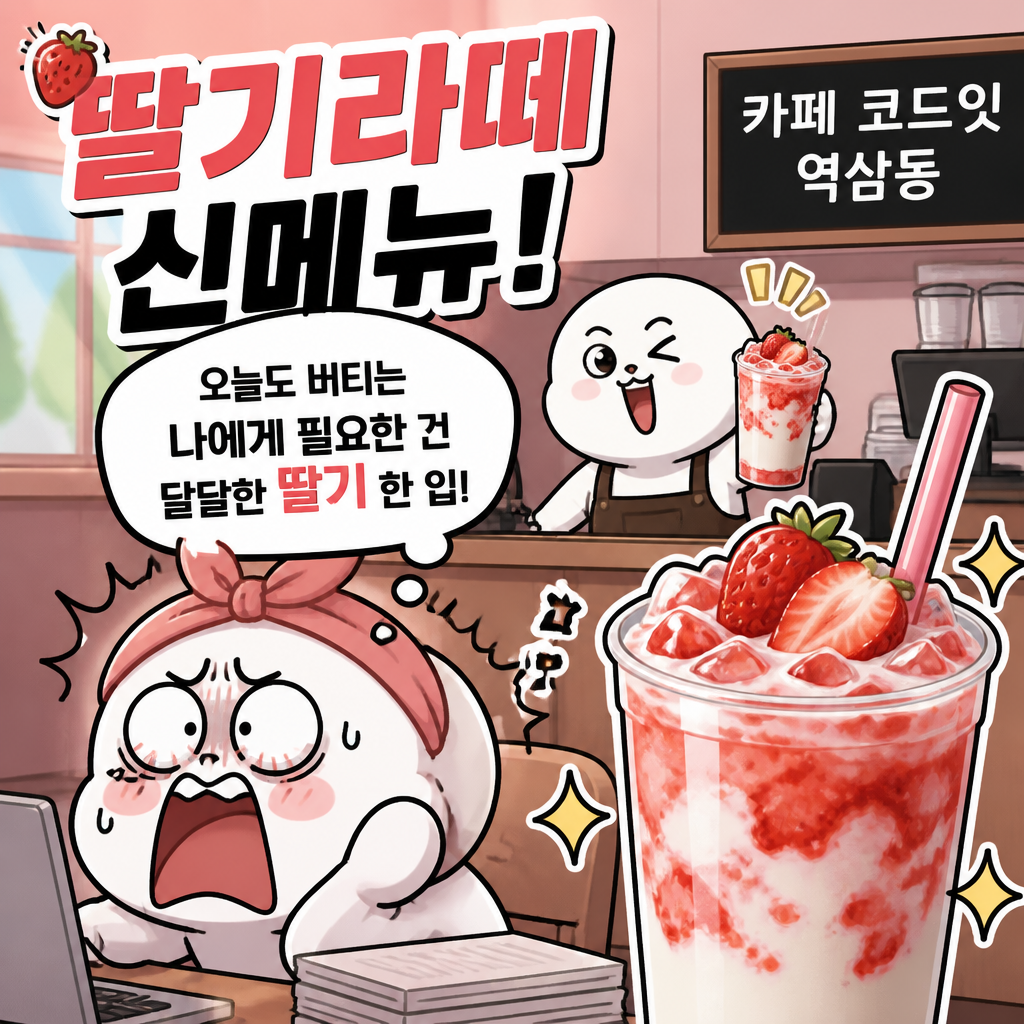 딸기라떼
신메뉴!
카페 코드잇
역삼동
오늘도 버티는
나에게 필요한 건
달달한 딸기 한 입!